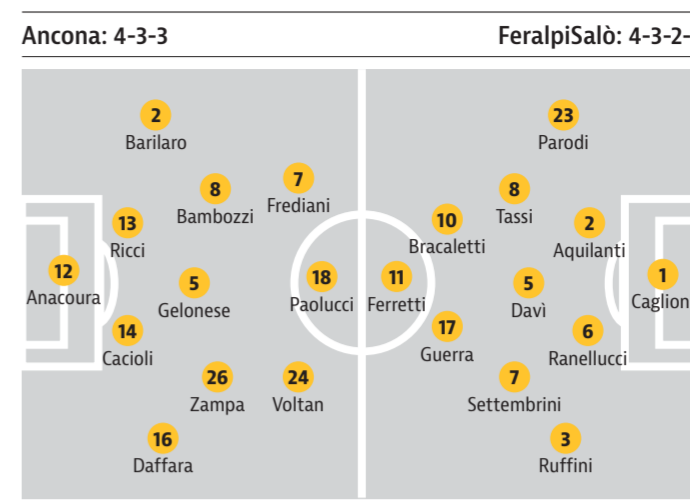 Ancona: 4-3-3
FeralpiSalò: 4-3-2-
2
Barilaro
8
Bambozzi
7
Frediani
13
Ricci
12
Anacoura
5
Gelonese
18
Paolucci
14
Cacioli
26
Zampa
24
Voltan
16
Daffara
23
Parodi
8
Tassi
10
Bracaletti
2
Aquilanti
11
Ferretti
5
Davì
1
Caglion
17
Guerra
6
Ranellucci
7
Settembrini
3
Ruffini